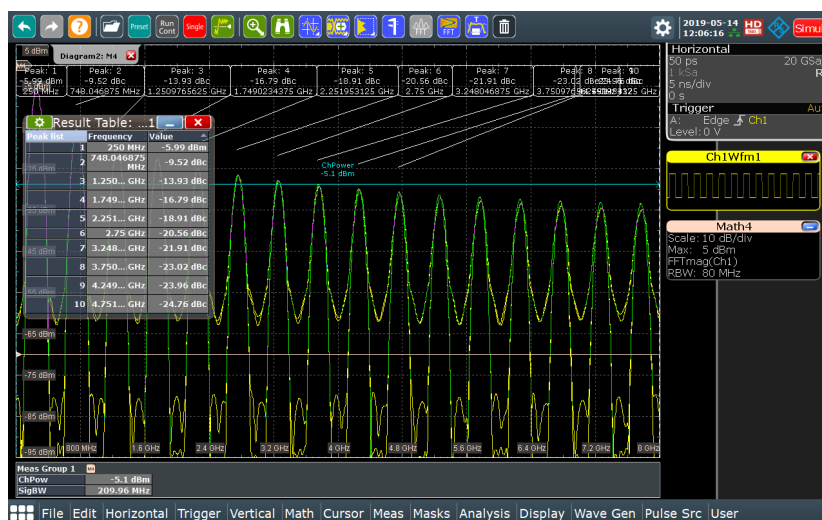 Preset Run Cont Single FFT
2019-05-14 HD
12:06:16 Simul
5 dBm Diagram2: M4
Peak: 1 Peak: 2 Peak: 3 Peak: 4 Peak: 5 Peak: 6 Peak: 7 Peak: 8
-5.99 dBm -9.52 dBc -13.93 dBc -16.79 dBc -18.91 dBc -20.56 dBc -21.91 dBc -23.02 dBc
250 MHz 748.046875 MHz 1.2509765625 GHz 1.7490234375 GHz 2.251953125 GHz 2.75 GHz 3.248046875 GHz
Result Table: ...1
Peak list Frequency Value
1 250 MHz -5.99 dBm
2 748.046875 MHz -9.52 dBc
3 1.250... GHz -13.93 dBc
4 1.749... GHz -16.79 dBc
5 2.251... GHz -18.91 dBc
6 2.75 GHz -20.56 dBc
7 3.248... GHz -21.91 dBc
8 3.750... GHz -23.02 dBc
9 4.249... GHz -23.96 dBc
10 4.751... GHz -24.76 dBc
ChPower
-5.1 dBm
-65 dBm
-75 dBm
-85 dBm
-95 dBm 800 MHz 1.6 GHz 2.4 GHz 3.2 GHz 4 GHz 4.8 GHz 5.6 GHz 6.4 GHz 7.2 GHz 8 GHz
Horizontal
50 ps 20 GSa
1 kSa R
5 ns/div
0 s
Trigger Au
A: Edge Ch1
Level: 0 V
Ch1Wfm1
Math4
Scale: 10 dB/div
Max: 5 dBm
FFTmag(Ch1)
RBW: 80 MHz
Meas Group 1 M4
ChPow -5.1 dBm
SigBW 209.96 MHz
File Edit Horizontal Trigger Vertical Math Cursor Meas Masks Analysis Display Wave Gen Pulse Src User